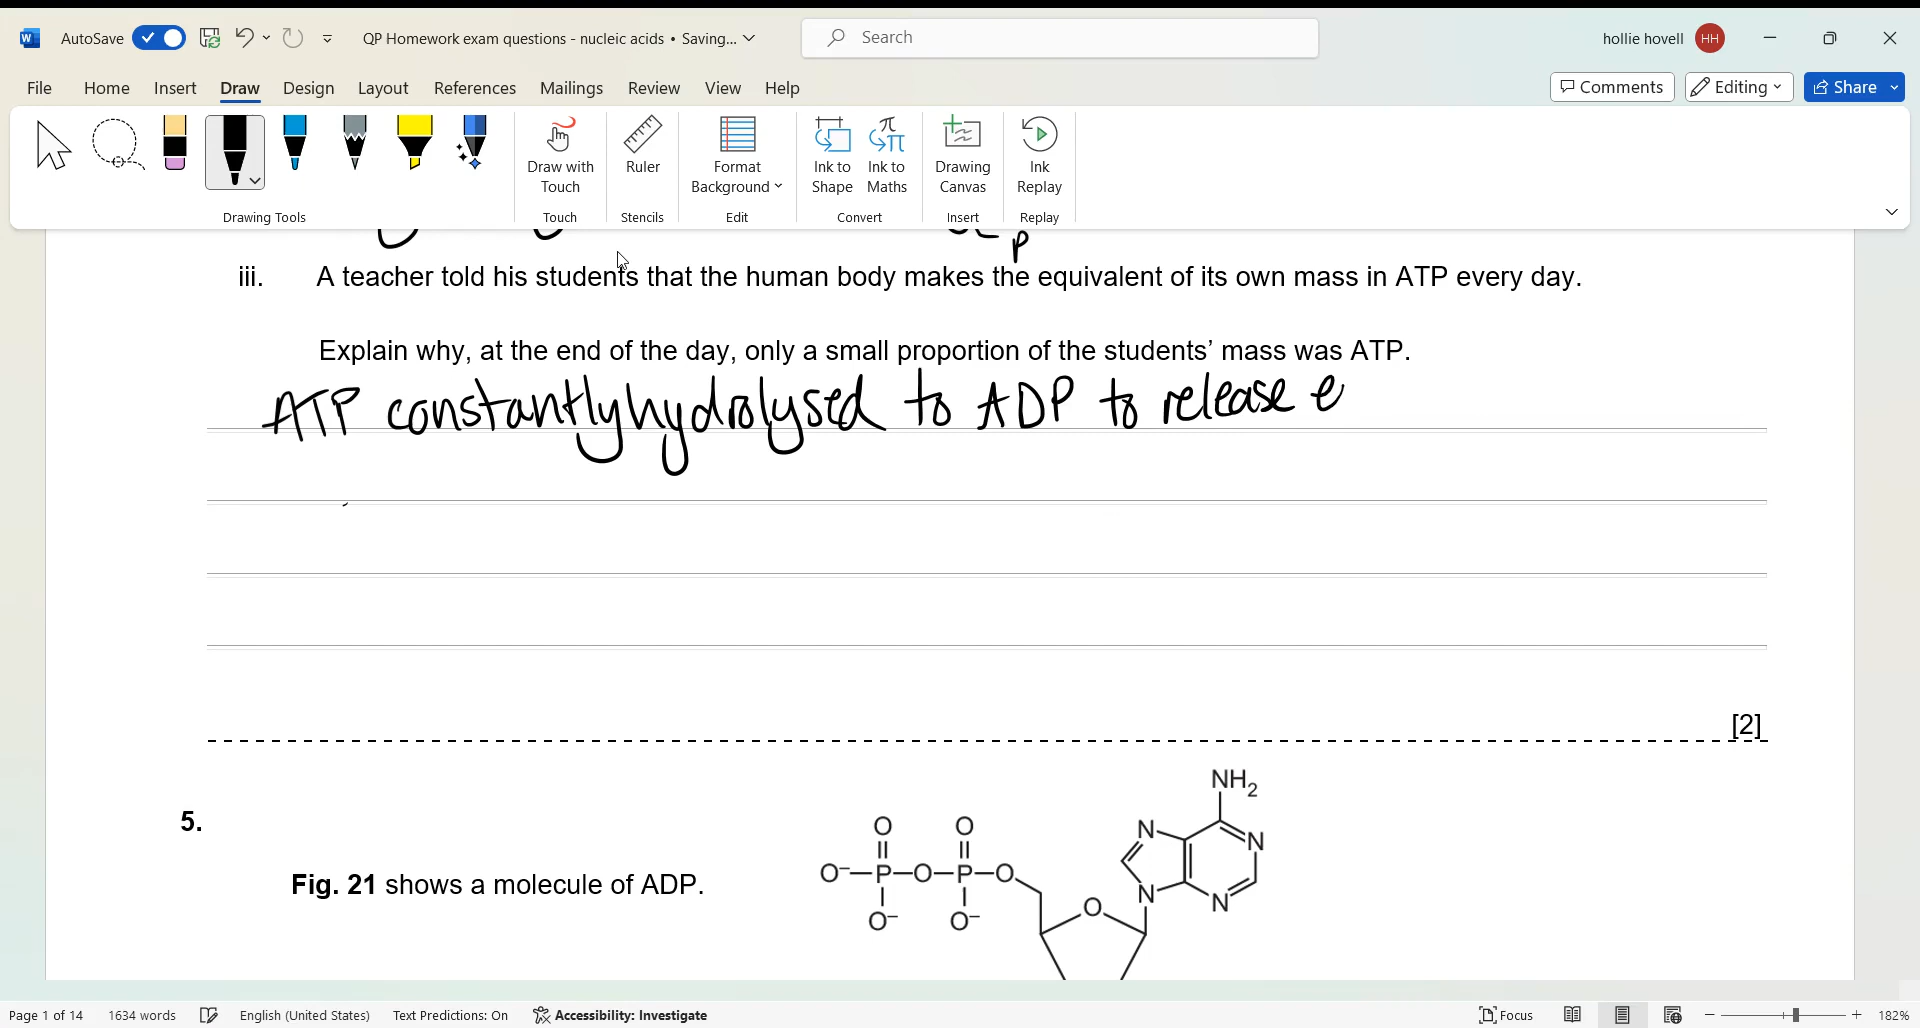 AutoSave
QP Homework exam questions - nucleic acids • Saving...
Search
hollie hovell HH
File Home Insert Draw Design Layout References Mailings Review View Help
Comments Editing Share
Draw with Touch
Ruler
Format Background
Ink to Shape
Ink to Maths
Drawing Canvas
Ink Replay
Drawing Tools Touch Stencils Edit Convert Insert Replay
p
iii. A teacher told his students that the human body makes the equivalent of its own mass in ATP every day.
Explain why, at the end of the day, only a small proportion of the students’ mass was ATP.
ATP constantly hydrolysed to ADP to release e
[2]
5.
Fig. 21 shows a molecule of ADP.
NH2
O O N N
O− P O P O N N
O− O− O
Page 1 of 14 1634 words English (United States) Text Predictions: On Accessibility: Investigate Focus 182%